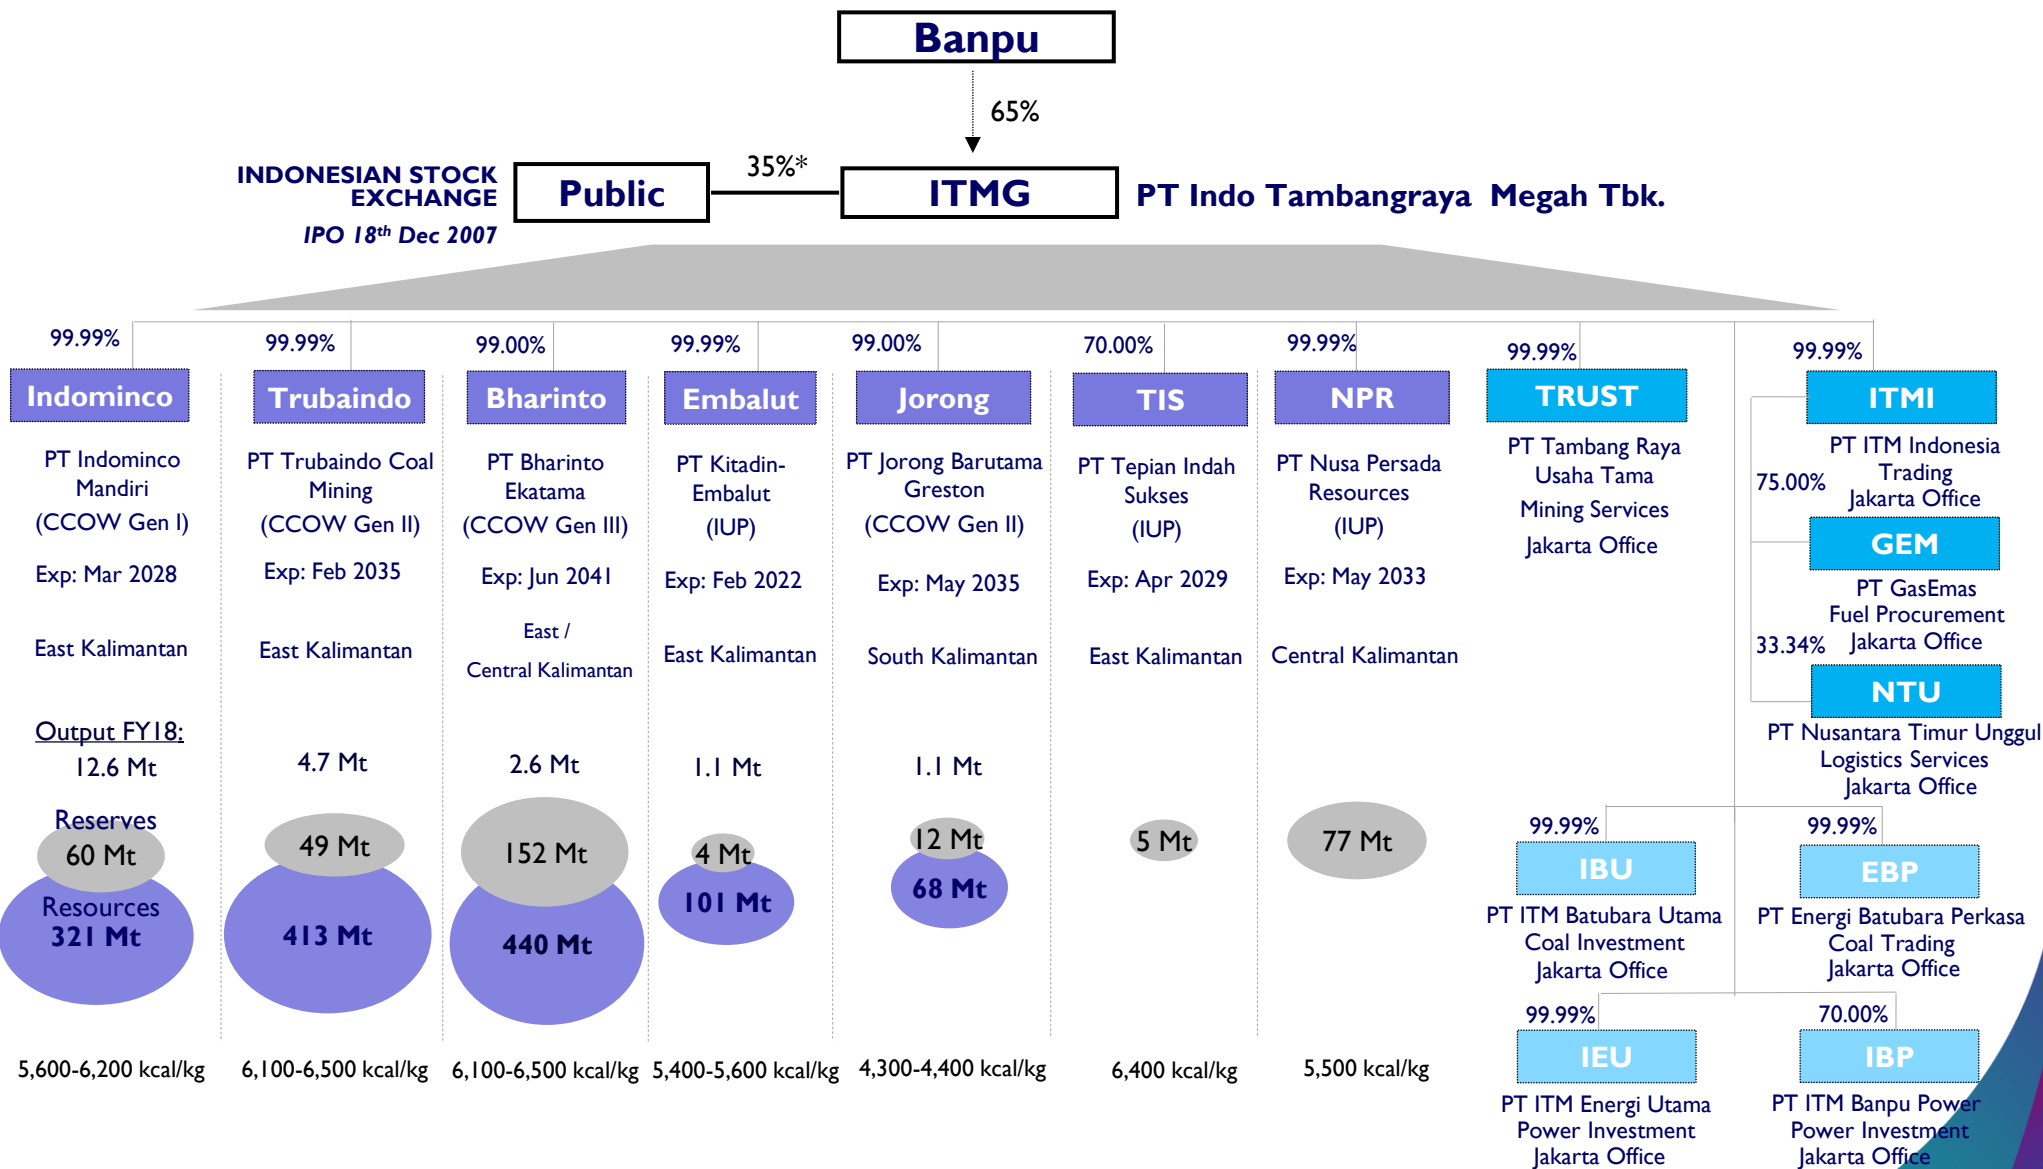 Banpu
65%
INDONESIAN STOCK
EXCHANGE
IPO 18th Dec 2007
Public
35%*
ITMG
PT Indo Tambangraya Megah Tbk.
99.99%
Indominco
PT Indominco
Mandiri
(CCOW Gen I)
Exp: Mar 2028
East Kalimantan
Output FY18:
12.6 Mt
Reserves
60 Mt
Resources
321 Mt
5,600-6,200 kcal/kg
99.99%
Trubaindo
PT Trubaindo Coal
Mining
(CCOW Gen II)
Exp: Feb 2035
East Kalimantan
4.7 Mt
49 Mt
413 Mt
6,100-6,500 kcal/kg
99.00%
Bharinto
PT Bharinto
Ekatama
(CCOW Gen III)
Exp: Jun 2041
East /
Central Kalimantan
2.6 Mt
152 Mt
440 Mt
6,100-6,500 kcal/kg
99.99%
Embalut
PT Kitadin-
Embalut
(IUP)
Exp: Feb 2022
East Kalimantan
1.1 Mt
4 Mt
101 Mt
5,400-5,600 kcal/kg
99.00%
Jorong
PT Jorong Barutama
Greston
(CCOW Gen II)
Exp: May 2035
South Kalimantan
1.1 Mt
12 Mt
68 Mt
4,300-4,400 kcal/kg
70.00%
TIS
PT Tepian Indah
Sukses
(IUP)
Exp: Apr 2029
East Kalimantan
5 Mt
6,400 kcal/kg
99.99%
NPR
PT Nusa Persada
Resources
(IUP)
Exp: May 2033
Central Kalimantan
77 Mt
5,500 kcal/kg
99.99%
TRUST
PT Tambang Raya
Usaha Tama
Mining Services
Jakarta Office
99.99%
ITMI
PT ITM Indonesia
Trading
Jakarta Office
75.00%
GEM
PT GasEmas
Fuel Procurement
Jakarta Office
33.34%
NTU
PT Nusantara Timur Unggul
Logistics Services
Jakarta Office
99.99%
IBU
PT ITM Batubara Utama
Coal Investment
Jakarta Office
99.99%
EBP
PT Energi Batubara Perkasa
Coal Trading
Jakarta Office
99.99%
IEU
PT ITM Energi Utama
Power Investment
Jakarta Office
70.00%
IBP
PT ITM Banpu Power
Power Investment
Jakarta Office